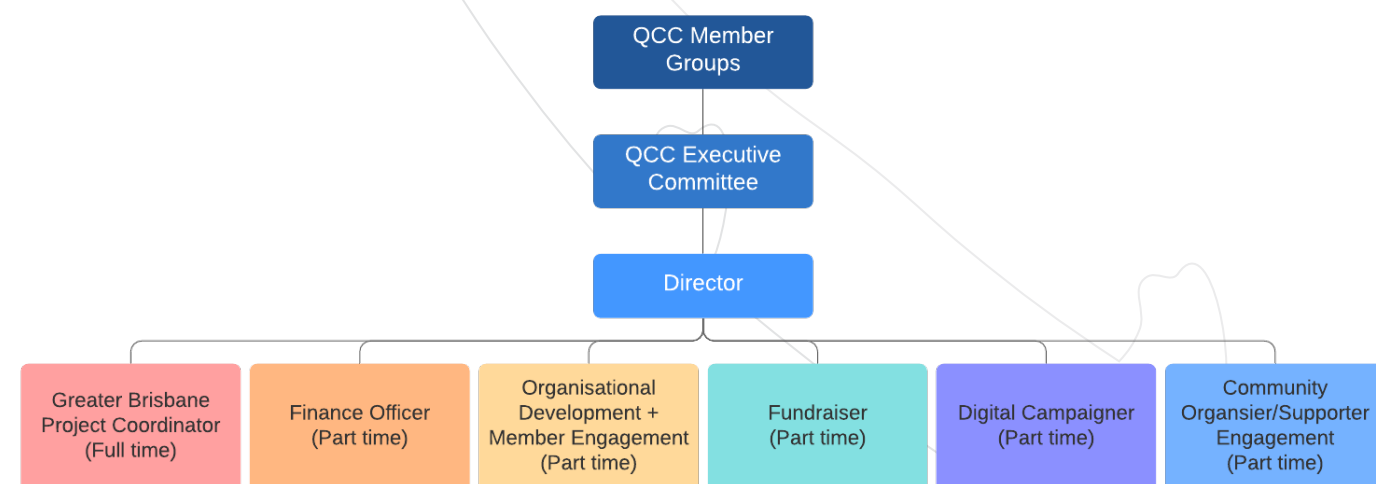 QCC Member
Groups
QCC Executive
Committee
Director
Greater Brisbane
Project Coordinator
(Full time)
Finance Officer
(Part time)
Organisational
Development +
Member Engagement
(Part time)
Fundraiser
(Part time)
Digital Campaigner
(Part time)
Community
Organsier/Supporter
Engagement
(Part time)